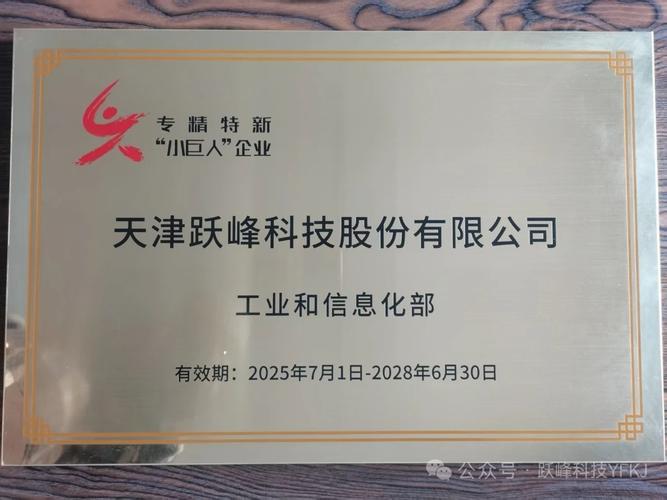 专精特新
“小巨人”企业
天津跃峰科技股份有限公司
工业和信息化部
有效期：2025年7月1日-2028年6月30日
公众号 · 跃峰科技YFKJ